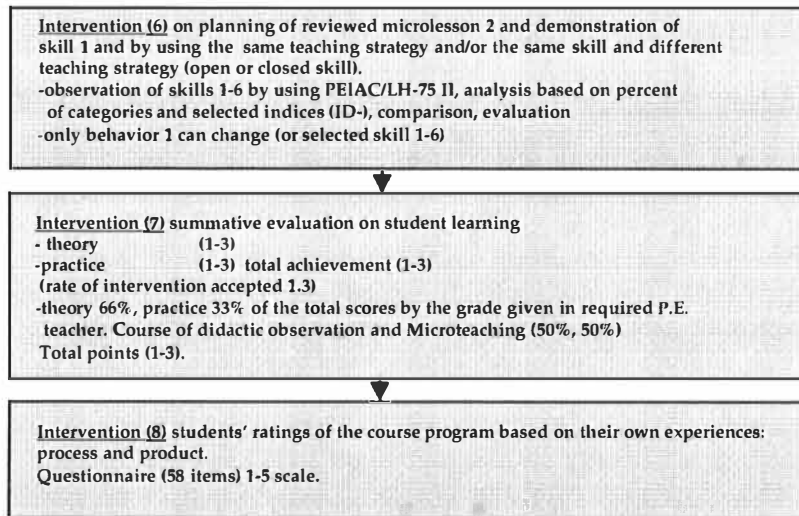 Intervention (6) on planning of reviewed microlesson 2 and demonstration of
skill 1 and by using the same teaching strategy and/or the same skill and different
teaching strategy (open or closed skill).
-observation of skills 1-6 by using PEIAC/LH-75 II, analysis based on percent
of categories and selected indices (ID-), comparison, evaluation
-only behavior 1 can change (or selected skill 1-6)
Intervention (7) summative evaluation on student learning
- theory (1-3)
-practice (1-3) total achievement (1-3)
(rate of intervention accepted 1.3)
-theory 66%, practice 33% of the total scores by the grade given in required P.E.
teacher. Course of didactic observation and Microteaching (50%, 50%)
Total points (1-3).
Intervention (8) students' ratings of the course program based on their own experiences:
process and product.
Questionnaire (58 items) 1-5 scale.